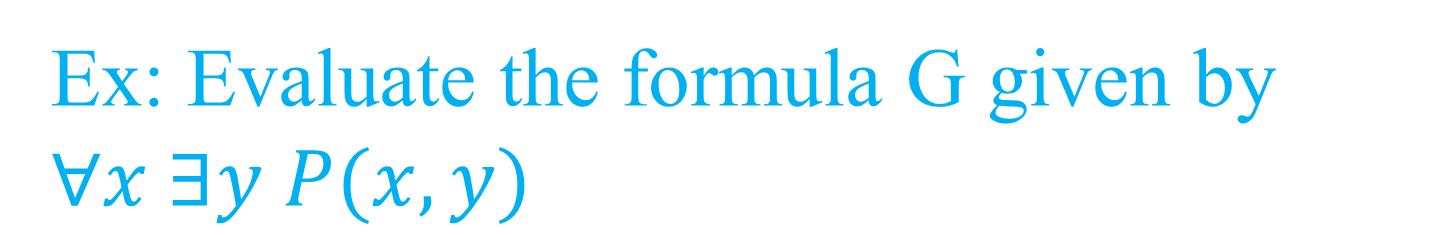 Ex: Evaluate the formula G given by
∀x ∃y P(x, y)